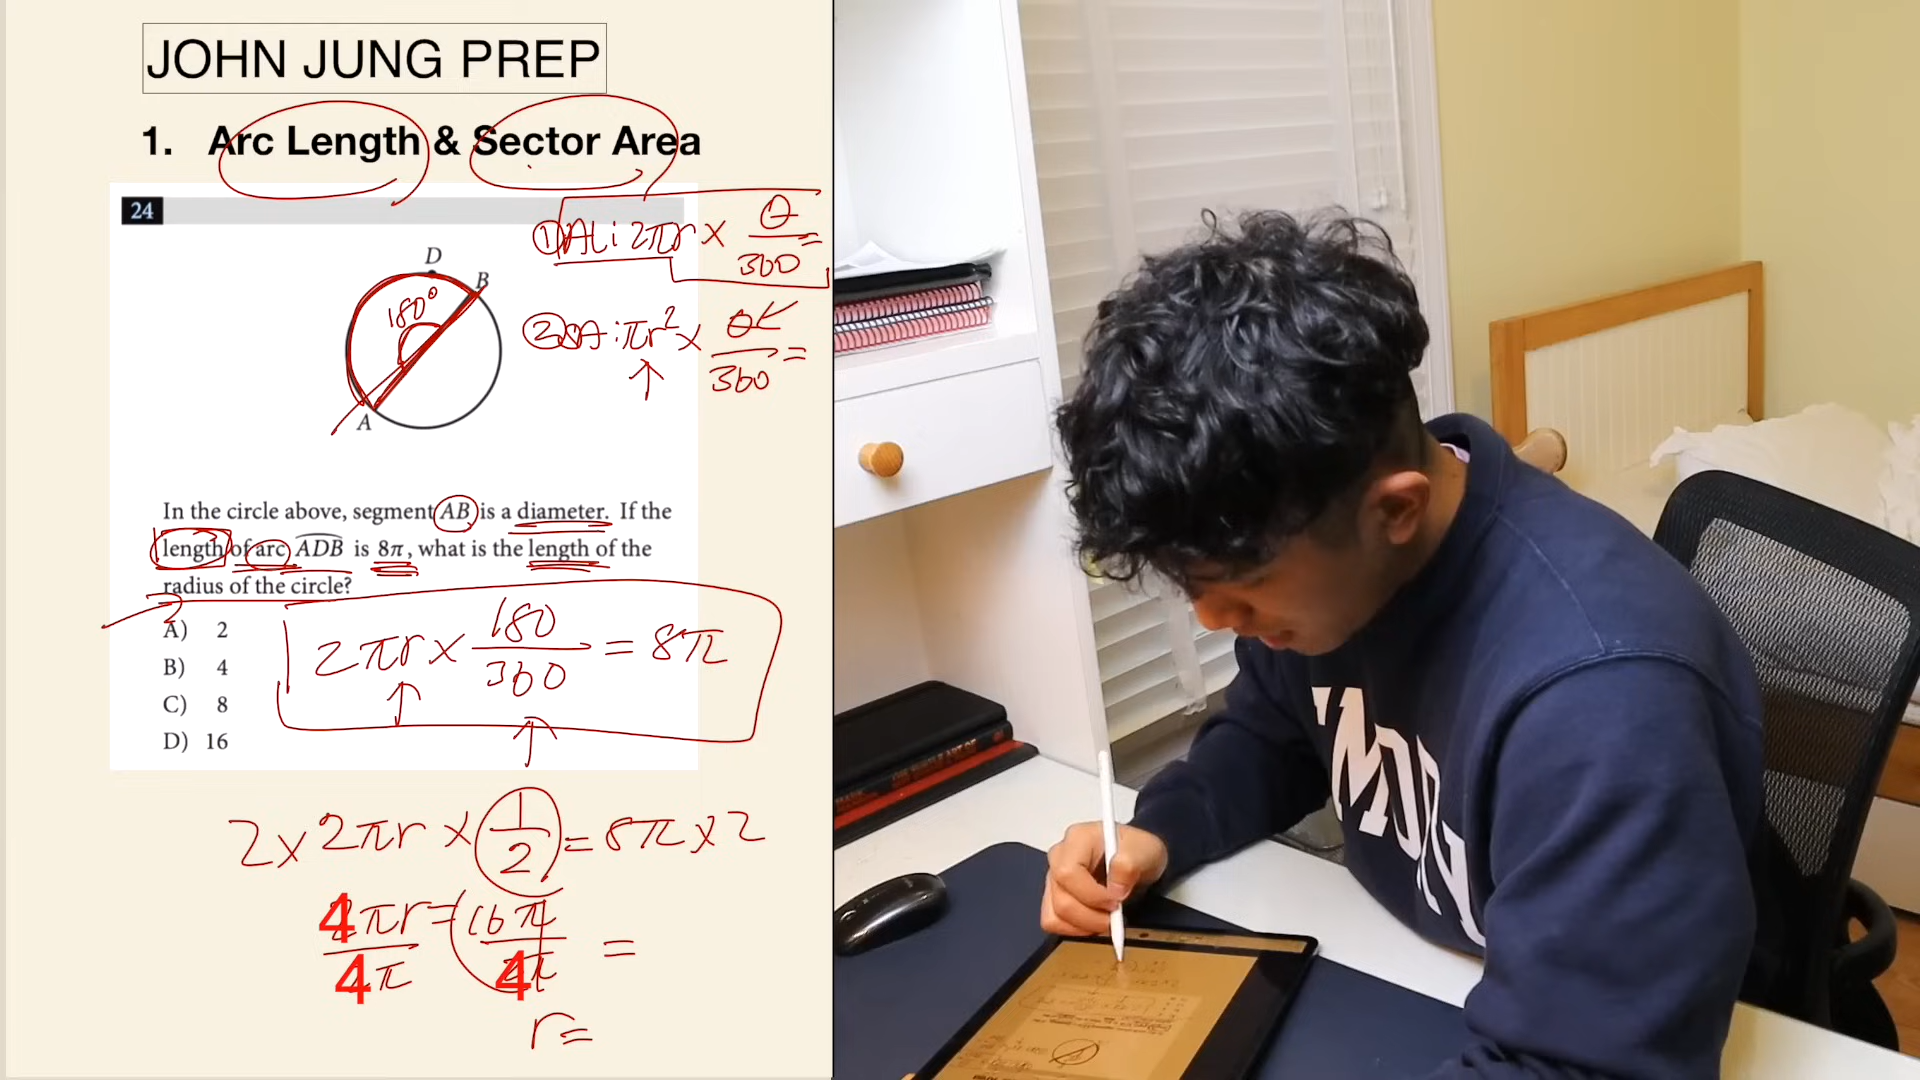 JOHN JUNG PREP
1. Arc Length & Sector Area
24
① AL: 2πr × θ/360 =
D
B
180°
② SA: πr² × θ/360 =
A
In the circle above, segment AB is a diameter. If the
length of arc ADB is 8π, what is the length of the
radius of the circle?
A) 2
B) 4
C) 8
D) 16
2πr × 180/360 = 8π
2 × 2πr × 1/2 = 8π × 2
4πr/4π = 16π/4π =
r =